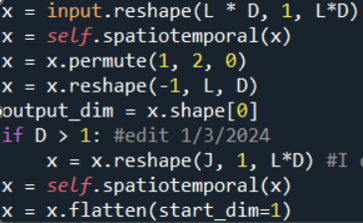 x = input.reshape(L * D, 1, L*D)
x = self.spatiotemporal(x)
x = x.permute(1, 2, 0)
x = x.reshape(-1, L, D)
output_dim = x.shape[0]
if D > 1: #edit 1/3/2024
x = x.reshape(J, 1, L*D) #I
x = self.spatiotemporal(x)
x = x.flatten(start_dim=1)